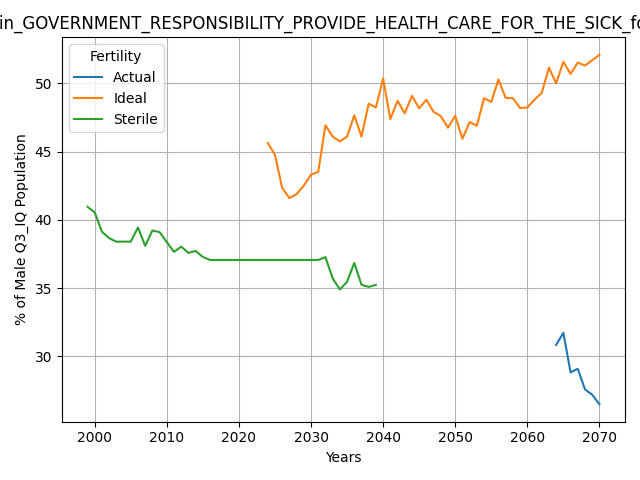 in_GOVERNMENT_RESPONSIBILITY_PROVIDE_HEALTH_CARE_FOR_THE_SICK_fo
Fertility
Actual
Ideal
Sterile
% of Male Q3_IQ Population
50
45
40
35
30
2000 2010 2020 2030 2040 2050 2060 2070
Years